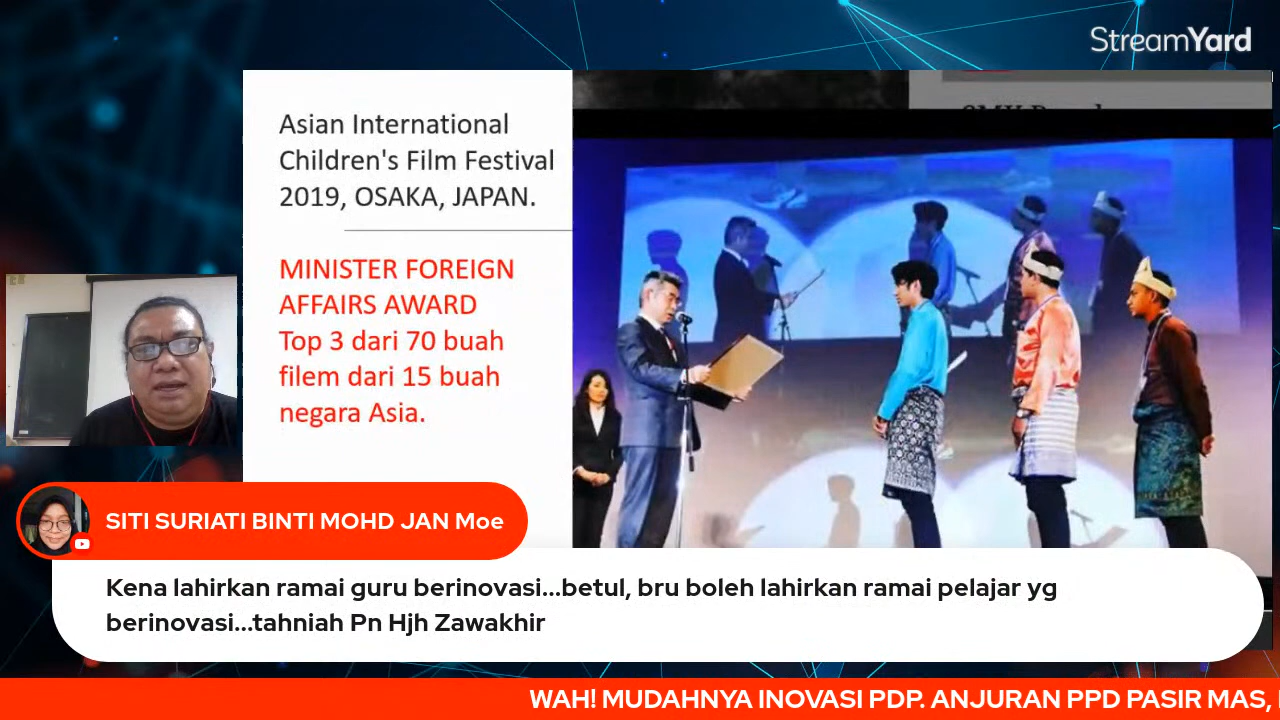 StreamYard
Asian International
Children's Film Festival
2019, OSAKA, JAPAN.
MINISTER FOREIGN
AFFAIRS AWARD
Top 3 dari 70 buah
filem dari 15 buah
negara Asia.
SITI SURIATI BINTI MOHD JAN Moe
Kena lahirkan ramai guru berinovasi...betul, bru boleh lahirkan ramai pelajar yg
berinovasi...tahniah Pn Hjh Zawakhir
WAH! MUDAHNYA INOVASI PDP. ANJURAN PPD PASIR MAS,